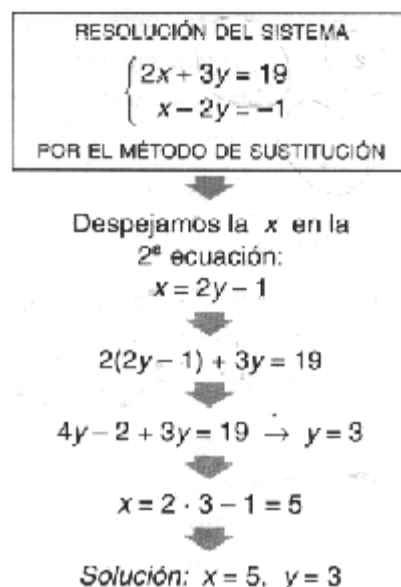 RESOLUCIÓN DEL SISTEMA
2x + 3y = 19
x – 2y = –1
POR EL MÉTODO DE SUSTITUCIÓN
Despejamos la x en la
2ª ecuación:
x = 2y – 1
2(2y – 1) + 3y = 19
4y – 2 + 3y = 19 → y = 3
x = 2 · 3 – 1 = 5
Solución: x = 5, y = 3